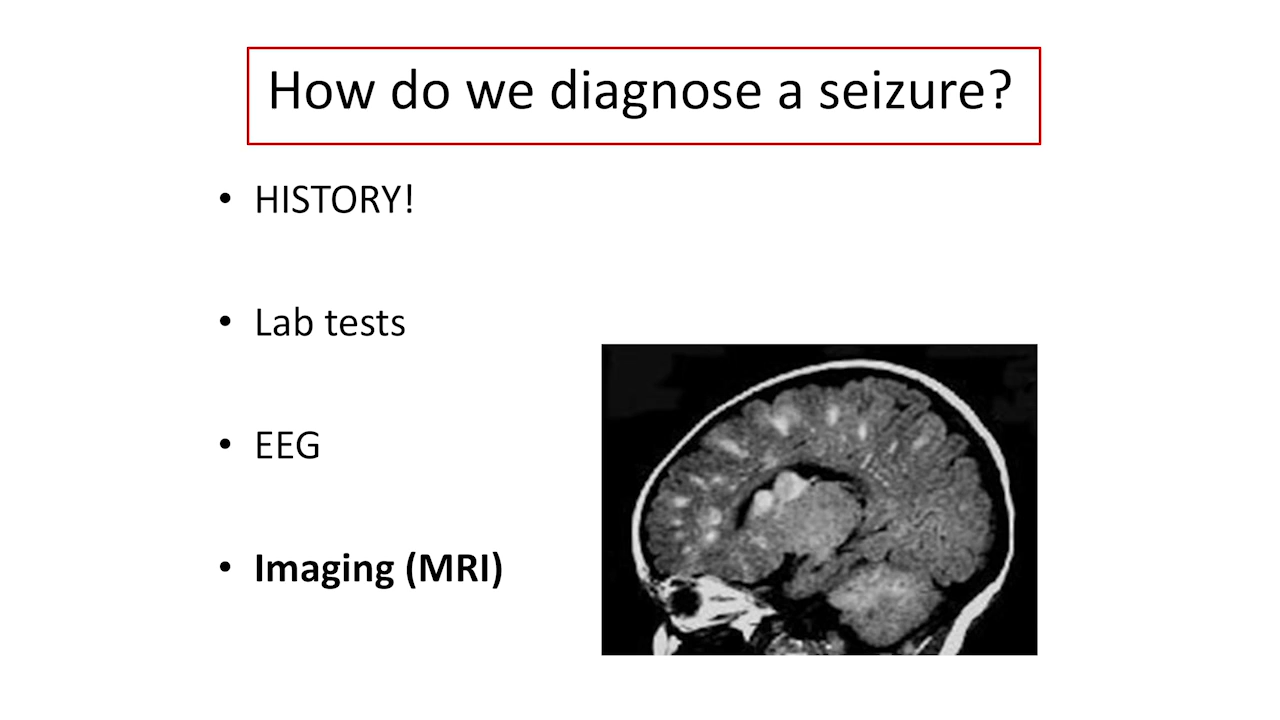 How do we diagnose a seizure?
• HISTORY!
• Lab tests
• EEG
• Imaging (MRI)